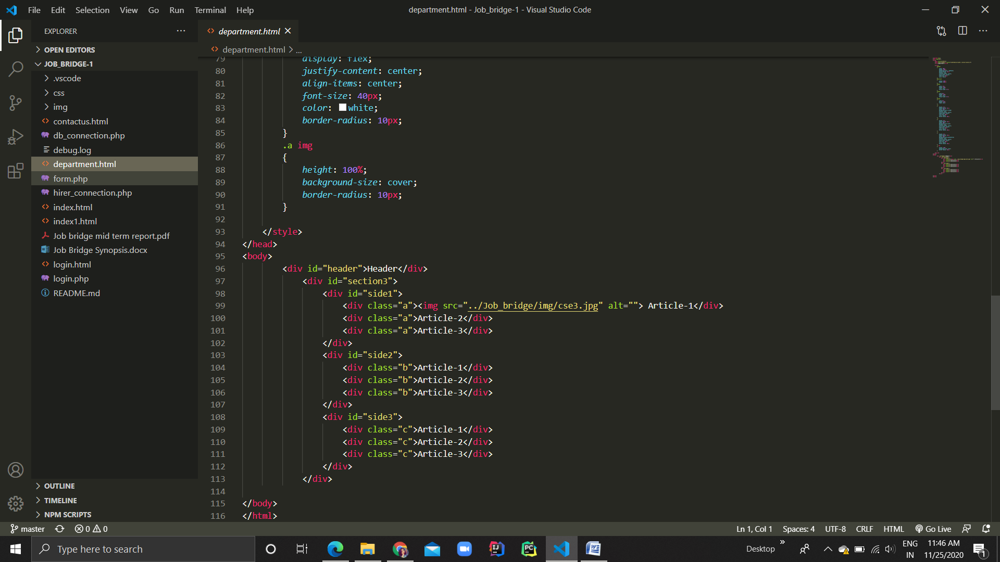 File Edit Selection View Go Run Terminal Help
department.html - Job_bridge-1 - Visual Studio Code
EXPLORER
OPEN EDITORS
JOB_BRIDGE-1
.vscode
css
img
contactus.html
db_connection.php
debug.log
department.html
form.php
hirer_connection.php
index.html
index1.html
Job bridge mid term report.pdf
Job Bridge Synopsis.docx
login.html
login.php
README.md
OUTLINE
TIMELINE
NPM SCRIPTS
department.html
department.html > ...
79 display: flex;
80 justify-content: center;
81 align-items: center;
82 font-size: 40px;
83 color: white;
84 border-radius: 10px;
85 }
86 .a img
87 {
88 height: 100%;
89 background-size: cover;
90 border-radius: 10px;
91 }
92
93 </style>
94 </head>
95 <body>
96 <div id="header">Header</div>
97 <div id="section3">
98 <div id="side1">
99 <div class="a"><img src="../Job_bridge/img/cse3.jpg" alt=""> Article-1</div>
100 <div class="a">Article-2</div>
101 <div class="a">Article-3</div>
102 </div>
103 <div id="side2">
104 <div class="b">Article-1</div>
105 <div class="b">Article-2</div>
106 <div class="b">Article-3</div>
107 </div>
108 <div id="side3">
109 <div class="c">Article-1</div>
110 <div class="c">Article-2</div>
111 <div class="c">Article-3</div>
112 </div>
113 </div>
114
115 </body>
116 </html>
master 0 0
Ln 1, Col 1 Spaces: 4 UTF-8 CRLF HTML Go Live
Type here to search
Desktop
ENG
IN
11:46 AM
11/25/2020
1